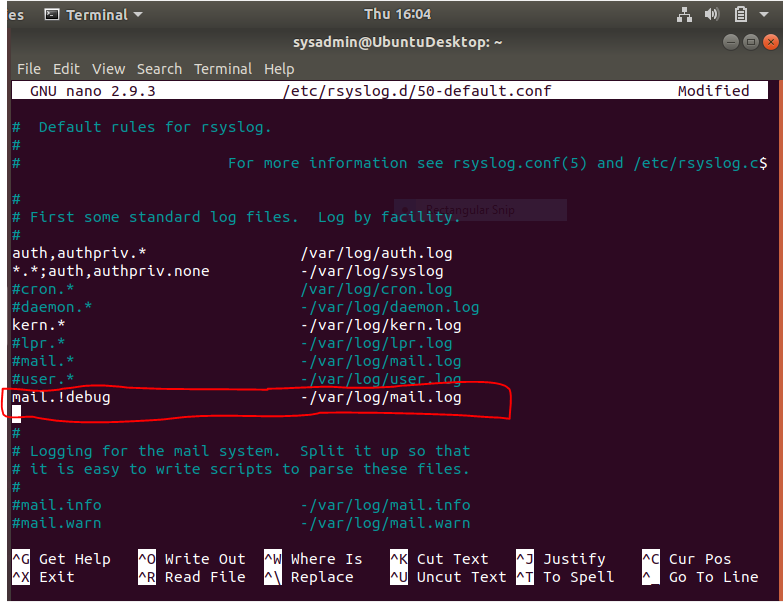 es Terminal Thu 16:04
sysadmin@UbuntuDesktop: ~
File Edit View Search Terminal Help
GNU nano 2.9.3 /etc/rsyslog.d/50-default.conf Modified
# Default rules for rsyslog.
#
# For more information see rsyslog.conf(5) and /etc/rsyslog.c$
#
Rectangular Snip
# First some standard log files. Log by facility.
#
auth,authpriv.* /var/log/auth.log
*.*;auth,authpriv.none -/var/log/syslog
#cron.* /var/log/cron.log
#daemon.* -/var/log/daemon.log
kern.* -/var/log/kern.log
#lpr.* -/var/log/lpr.log
#mail.* -/var/log/mail.log
#user.* -/var/log/user.log
mail.!debug -/var/log/mail.log
#
# Logging for the mail system. Split it up so that
# it is easy to write scripts to parse these files.
#
#mail.info -/var/log/mail.info
#mail.warn -/var/log/mail.warn
^G Get Help ^O Write Out ^W Where Is ^K Cut Text ^J Justify ^C Cur Pos
^X Exit ^R Read File ^\ Replace ^U Uncut Text ^T To Spell ^_ Go To Line